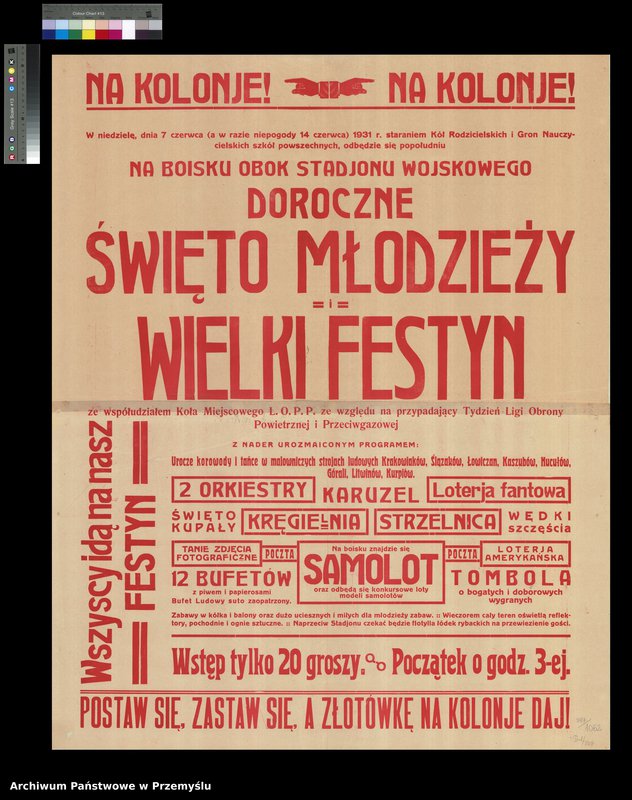 Colour Chart #13
Grey Scale #13
R G B C M Y K
NA KOLONJE! NA KOLONJE!
W niedzielę, dnia 7 czerwca (a w razie niepogody 14 czerwca) 1931 r. staraniem Kół Rodzicielskich i Gron Nauczy-
cielskich szkół powszechnych, odbędzie się popołudniu
NA BOISKU OBOK STADJONU WOJSKOWEGO
DOROCZNE
ŚWIĘTO MŁODZIEŻY
= i =
WIELKI FESTYN
ze współudziałem Koła Miejscowego Ł. O. P. P. ze względu na przypadający Tydzień Ligi Obrony
Powietrznej i Przeciwgazowej
Wszyscy idą na nasz
FESTYN
Z NADER UROZMAICONYM PROGRAMEM:
Urocze korowody i tańce w malowniczych strojach ludowych Krakowiaków, Ślązaków, Łowiczan, Kaszubów, Hucułów,
Górali, Litwinów, Kurpiów.
2 ORKIESTRY KARUZEL Loterja fantowa
ŚWIĘTO KUPAŁY KRĘGIELNIA STRZELNICA WĘDKI szczęścia
TANIE ZDJĘCIA FOTOGRAFICZNE POCZTA Na boisku znajdzie się POCZTA LOTERJA AMERYKAŃSKA
SAMOLOT
oraz odbędą się konkursowe loty
modeli samolotów
12 BUFETÓW
z piwem i papierosami
Bufet Ludowy suto zaopatrzony.
TOMBOLA
o bogatych i doborowych
wygranych
Zabawy w kółka i balony oraz dużo uciesznych i miłych dla młodzieży zabaw. :: Wieczorem cały teren oświetlą reflek-
tory, pochodnie i ognie sztuczne. :: Naprzeciw Stadjonu czekać będzie flotylla łódek rybackich na przewiezienie gości.
Wstęp tylko 20 groszy. Początek o godz. 3-ej.
POSTAW SIĘ, ZASTAW SIĘ, A ZŁOTÓWKĘ NA KOLONJE DAJ!
1062
Archiwum Państwowe w Przemyślu